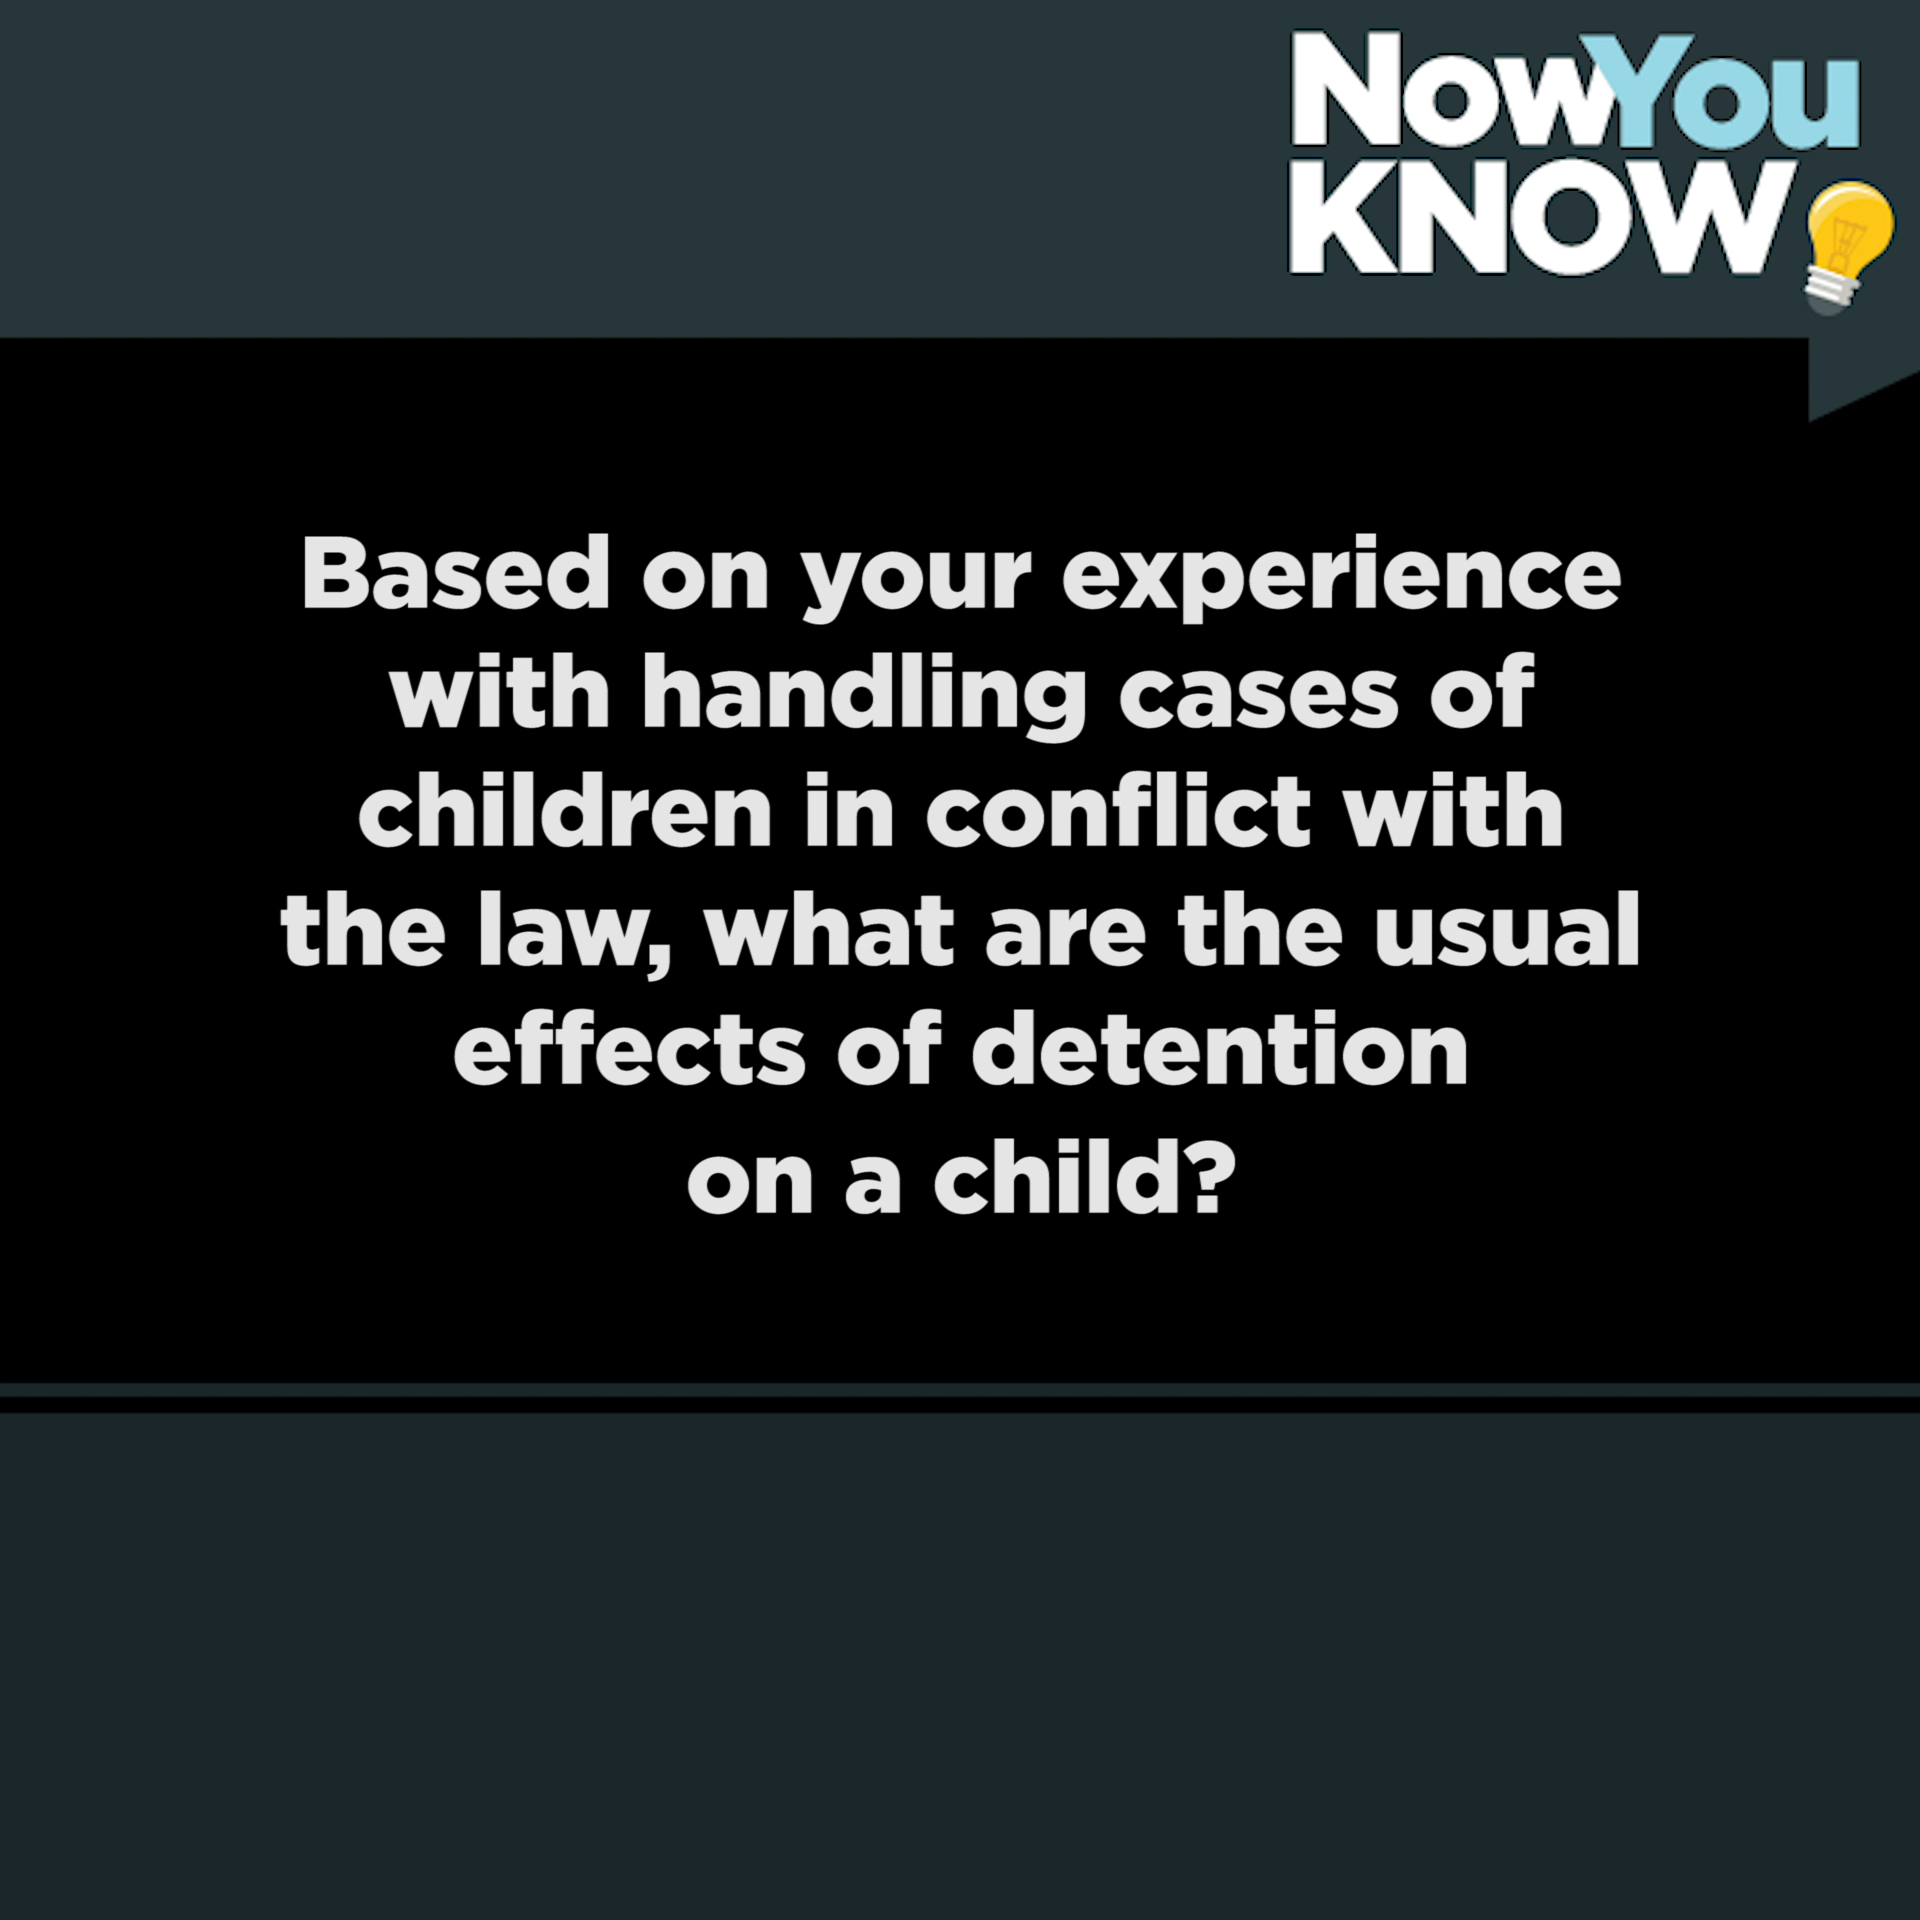 NowYou
KNOW
Based on your experience
with handling cases of
children in conflict with
the law, what are the usual
effects of detention
on a child?